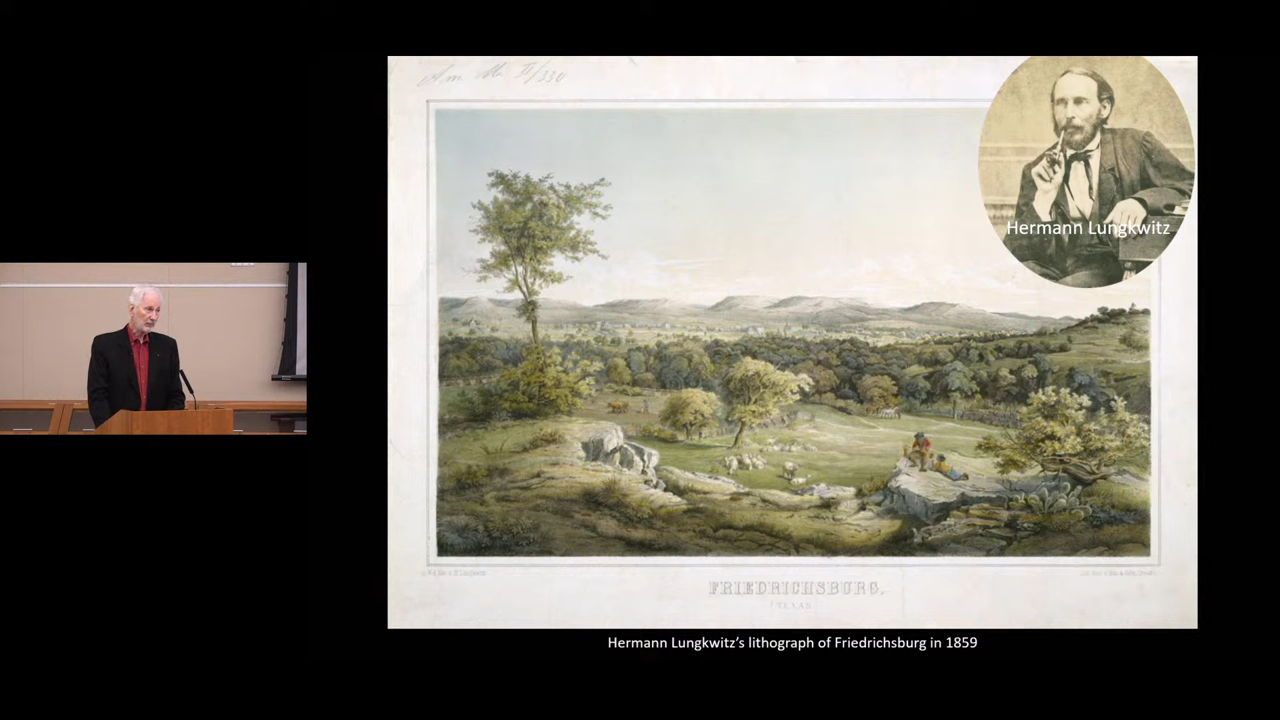 Hermann Lungkwitz
FRIEDRICHSBURG.
TEXAS
Hermann Lungkwitz's lithograph of Friedrichsburg in 1859